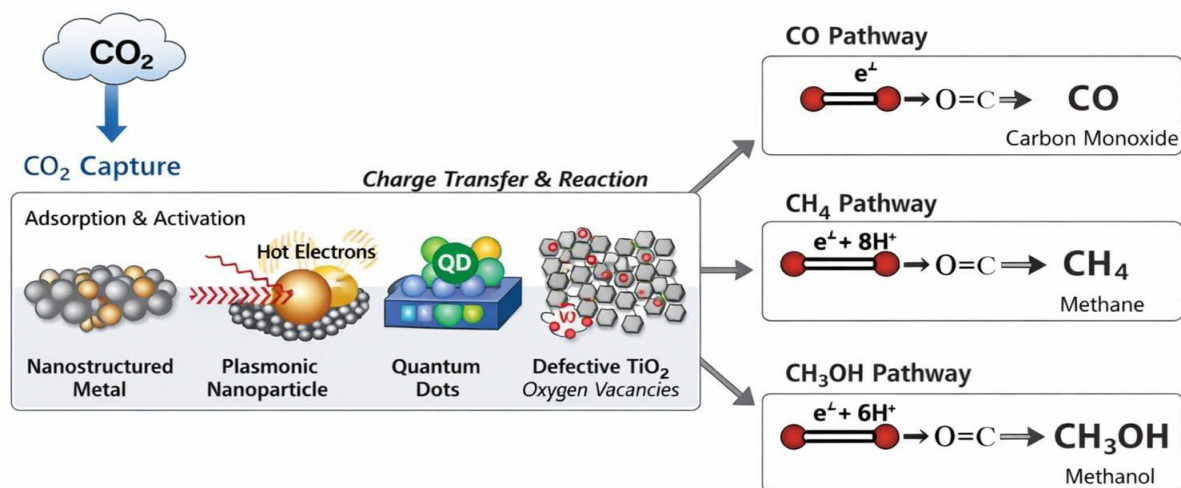 CO₂
CO₂ Capture
Charge Transfer & Reaction
Adsorption & Activation
Hot Electrons
QD
VO
Nanostructured
Metal
Plasmonic
Nanoparticle
Quantum
Dots
Defective TiO₂
Oxygen Vacancies
CO Pathway
e⁻
O=C
CO
Carbon Monoxide
CH₄ Pathway
e⁻ + 8H⁺
O=C
CH₄
Methane
CH₃OH Pathway
e⁻ + 6H⁺
O=C
CH₃OH
Methanol